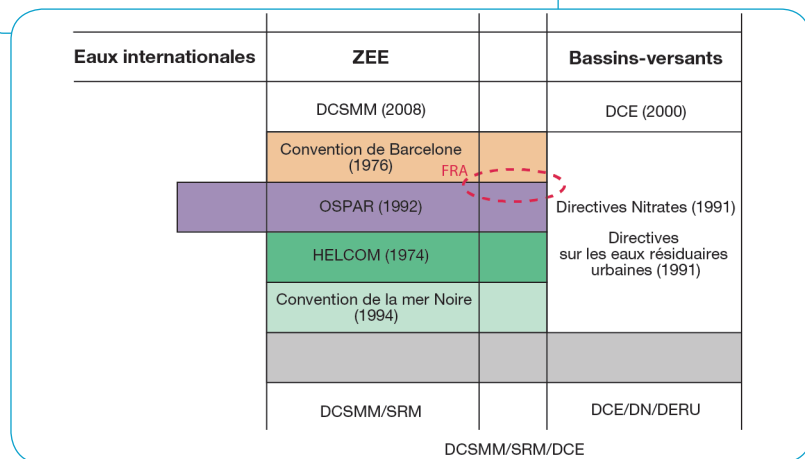 Eaux internationales
ZEE
Bassins-versants
DCSMM (2008)
DCE (2000)
Convention de Barcelone
(1976)
FRA
OSPAR (1992)
Directives Nitrates (1991)
HELCOM (1974)
Directives
sur les eaux résiduaires
urbaines (1991)
Convention de la mer Noire
(1994)
DCSMM/SRM
DCE/DN/DERU
DCSMM/SRM/DCE